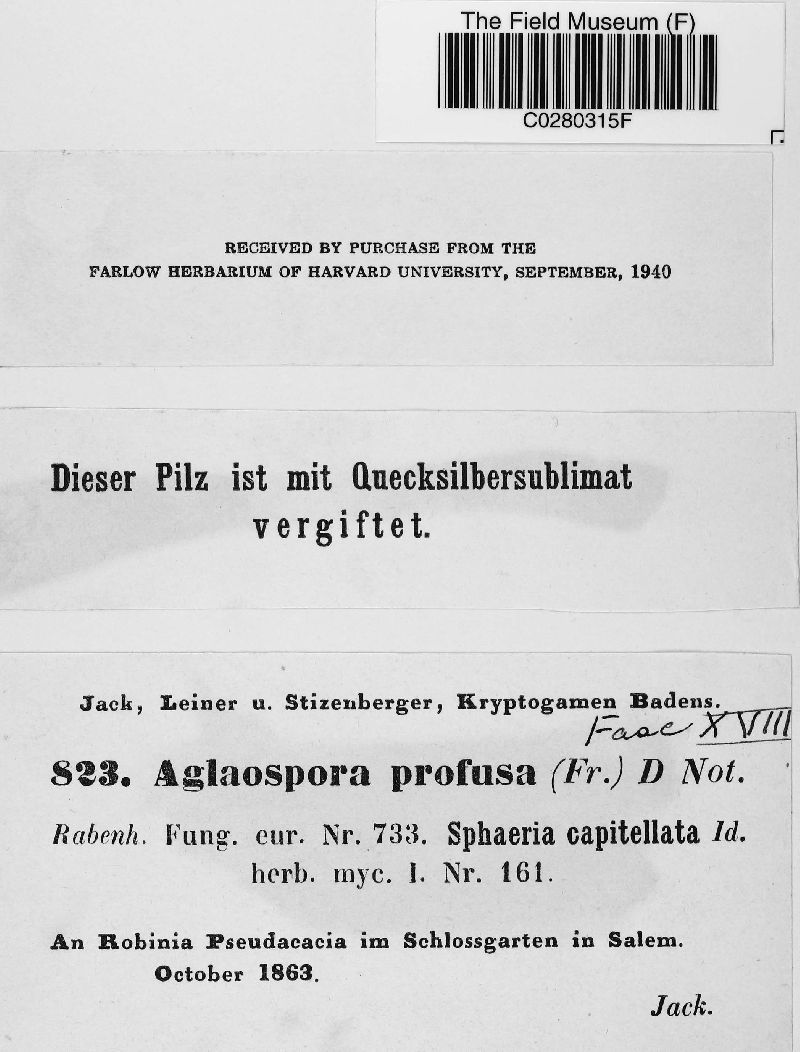 The Field Museum (F)
C0280315F
RECEIVED BY PURCHASE FROM THE
FARLOW HERBARIUM OF HARVARD UNIVERSITY, SEPTEMBER, 1940
Dieser Pilz ist mit Quecksilbersublimat
vergiftet.
Jack, Leiner u. Stizenberger, Kryptogamen Badens.
Fasc XVIII
823. Aglaospora profusa (Fr.) D Not.
Rabenh. Fung. eur. Nr. 733. Sphaeria capitellata Id.
herb. myc. I. Nr. 161.
An Robinia Pseudacacia im Schlossgarten in Salem.
October 1863.
Jack.